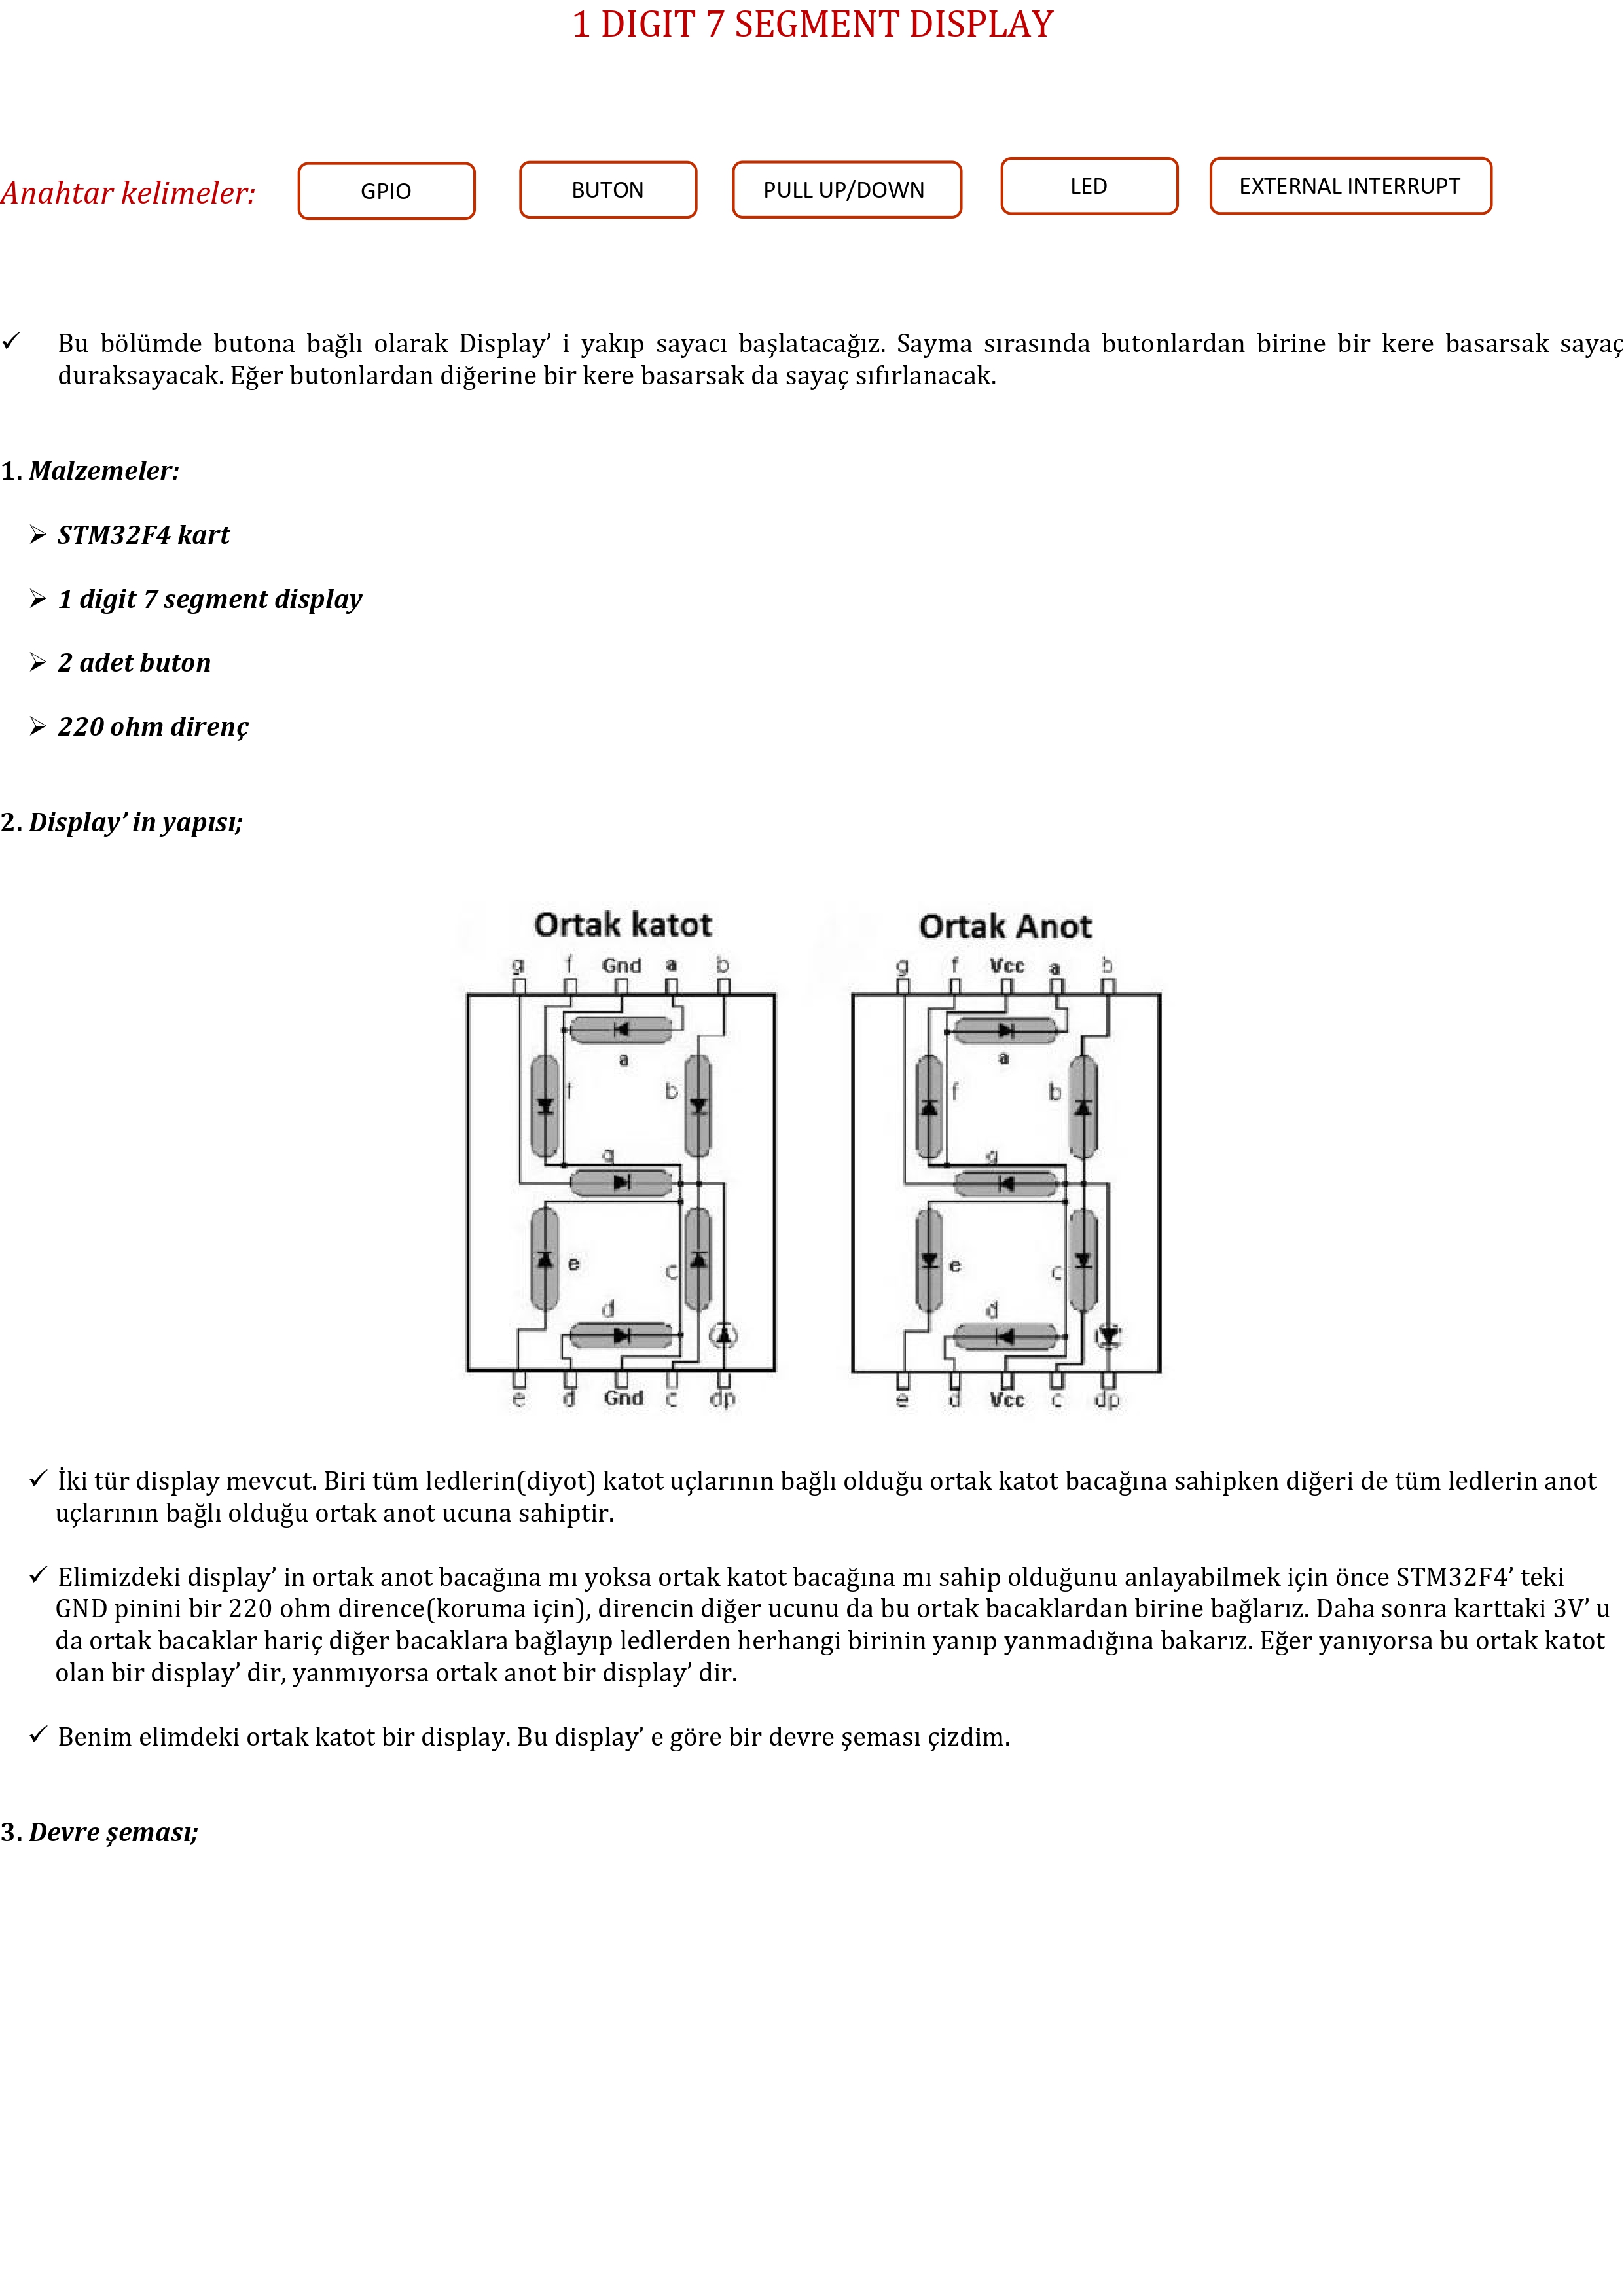 1 DIGIT 7 SEGMENT DISPLAY
Anahtar kelimeler: GPIO BUTON PULL UP/DOWN LED EXTERNAL INTERRUPT
✓ Bu bölümde butona bağlı olarak Display’ i yakıp sayacı başlatacağız. Sayma sırasında butonlardan birine bir kere basarsak sayaç
duraksayacak. Eğer butonlardan diğerine bir kere basarsak da sayaç sıfırlanacak.
1. Malzemeler:
➢ STM32F4 kart
➢ 1 digit 7 segment display
➢ 2 adet buton
➢ 220 ohm direnç
2. Display’ in yapısı;
Ortak katot Ortak Anot
g f Gnd a b g f Vcc a b
a a
f b f b
g g
e c e c
d d
e d Gnd c dp e d Vcc c dp
✓ İki tür display mevcut. Biri tüm ledlerin(diyot) katot uçlarının bağlı olduğu ortak katot bacağına sahipken diğeri de tüm ledlerin anot
uçlarının bağlı olduğu ortak anot ucuna sahiptir.
✓ Elimizdeki display’ in ortak anot bacağına mı yoksa ortak katot bacağına mı sahip olduğunu anlayabilmek için önce STM32F4’ teki
GND pinini bir 220 ohm dirence(koruma için), direncin diğer ucunu da bu ortak bacaklardan birine bağlarız. Daha sonra karttaki 3V’ u
da ortak bacaklar hariç diğer bacaklara bağlayıp ledlerden herhangi birinin yanıp yanmadığına bakarız. Eğer yanıyorsa bu ortak katot
olan bir display’ dir, yanmıyorsa ortak anot bir display’ dir.
✓ Benim elimdeki ortak katot bir display. Bu display’ e göre bir devre şeması çizdim.
3. Devre şeması;